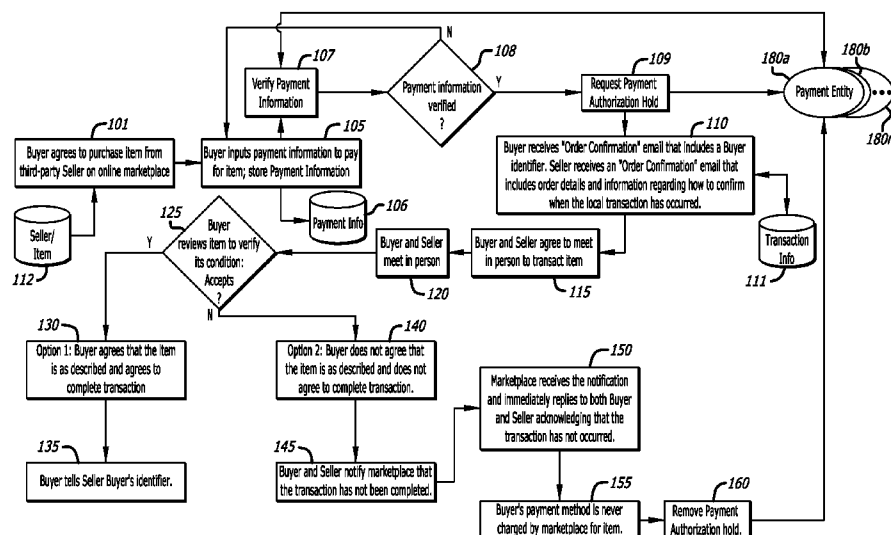 N
107
108
109
180a
180b
Verify Payment
Information
Payment information
verified
?
Y
Request Payment
Authorization Hold
Payment Entity
180n
101
105
110
Buyer agrees to purchase item from
third-party Seller on online marketplace
Buyer inputs payment information to pay
for item; store Payment Information
Buyer receives "Order Confirmation" email that includes a Buyer
identifier. Seller receives an "Order Confirmation" email that
includes order details and information regarding how to confirm
when the local transaction has occurred.
Seller/
Item
112
125
Payment Info
106
Buyer
reviews item to verify
its condition:
Accepts
?
Y
N
Buyer and Seller
meet in person
120
Buyer and Seller agree to meet
in person to transact item
115
Transaction
Info
111
130
Option 1: Buyer agrees that the item
is as described and agrees to
complete transaction
140
Option 2: Buyer does not agree that
the item is as described and does not
agree to complete transaction.
150
Marketplace receives the notification
and immediately replies to both Buyer
and Seller acknowledging that the
transaction has not occurred.
135
Buyer tells Seller Buyer's identifier.
145
Buyer and Seller notify marketplace that
the transaction has not been completed.
155
Buyer's payment method is never
charged by marketplace for item.
160
Remove Payment
Authorization hold.